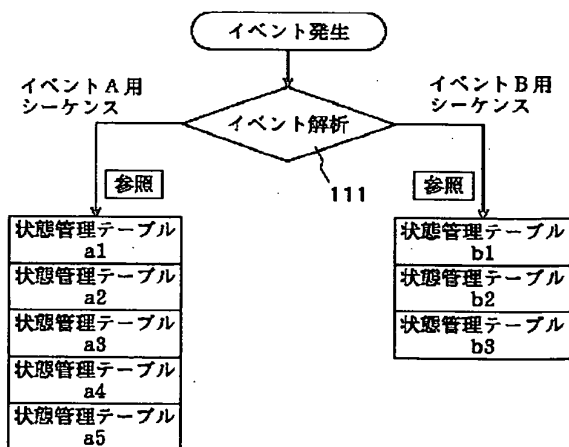 イベント発生
イベントA用
シーケンス
イベントB用
シーケンス
イベント解析
111
参照
参照
状態管理テーブル
a1
状態管理テーブル
a2
状態管理テーブル
a3
状態管理テーブル
a4
状態管理テーブル
a5
状態管理テーブル
b1
状態管理テーブル
b2
状態管理テーブル
b3